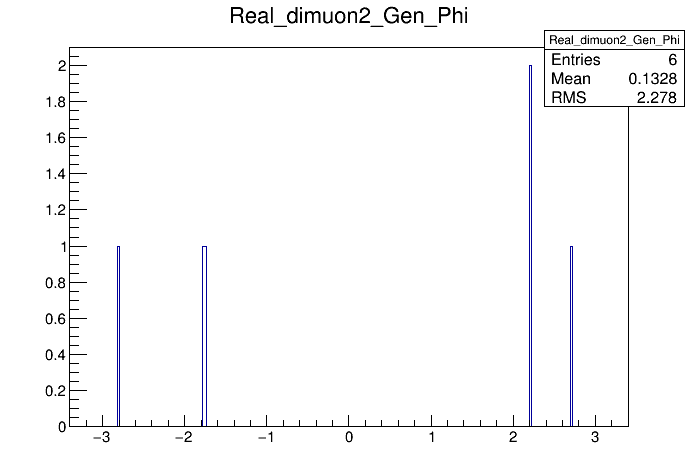 Real_dimuon2_Gen_Phi
Real_dimuon2_Gen_Phi
Entries 6
Mean 0.1328
RMS 2.278
2
1.8
1.6
1.4
1.2
1
0.8
0.6
0.4
0.2
0
−3 −2 −1 0 1 2 3